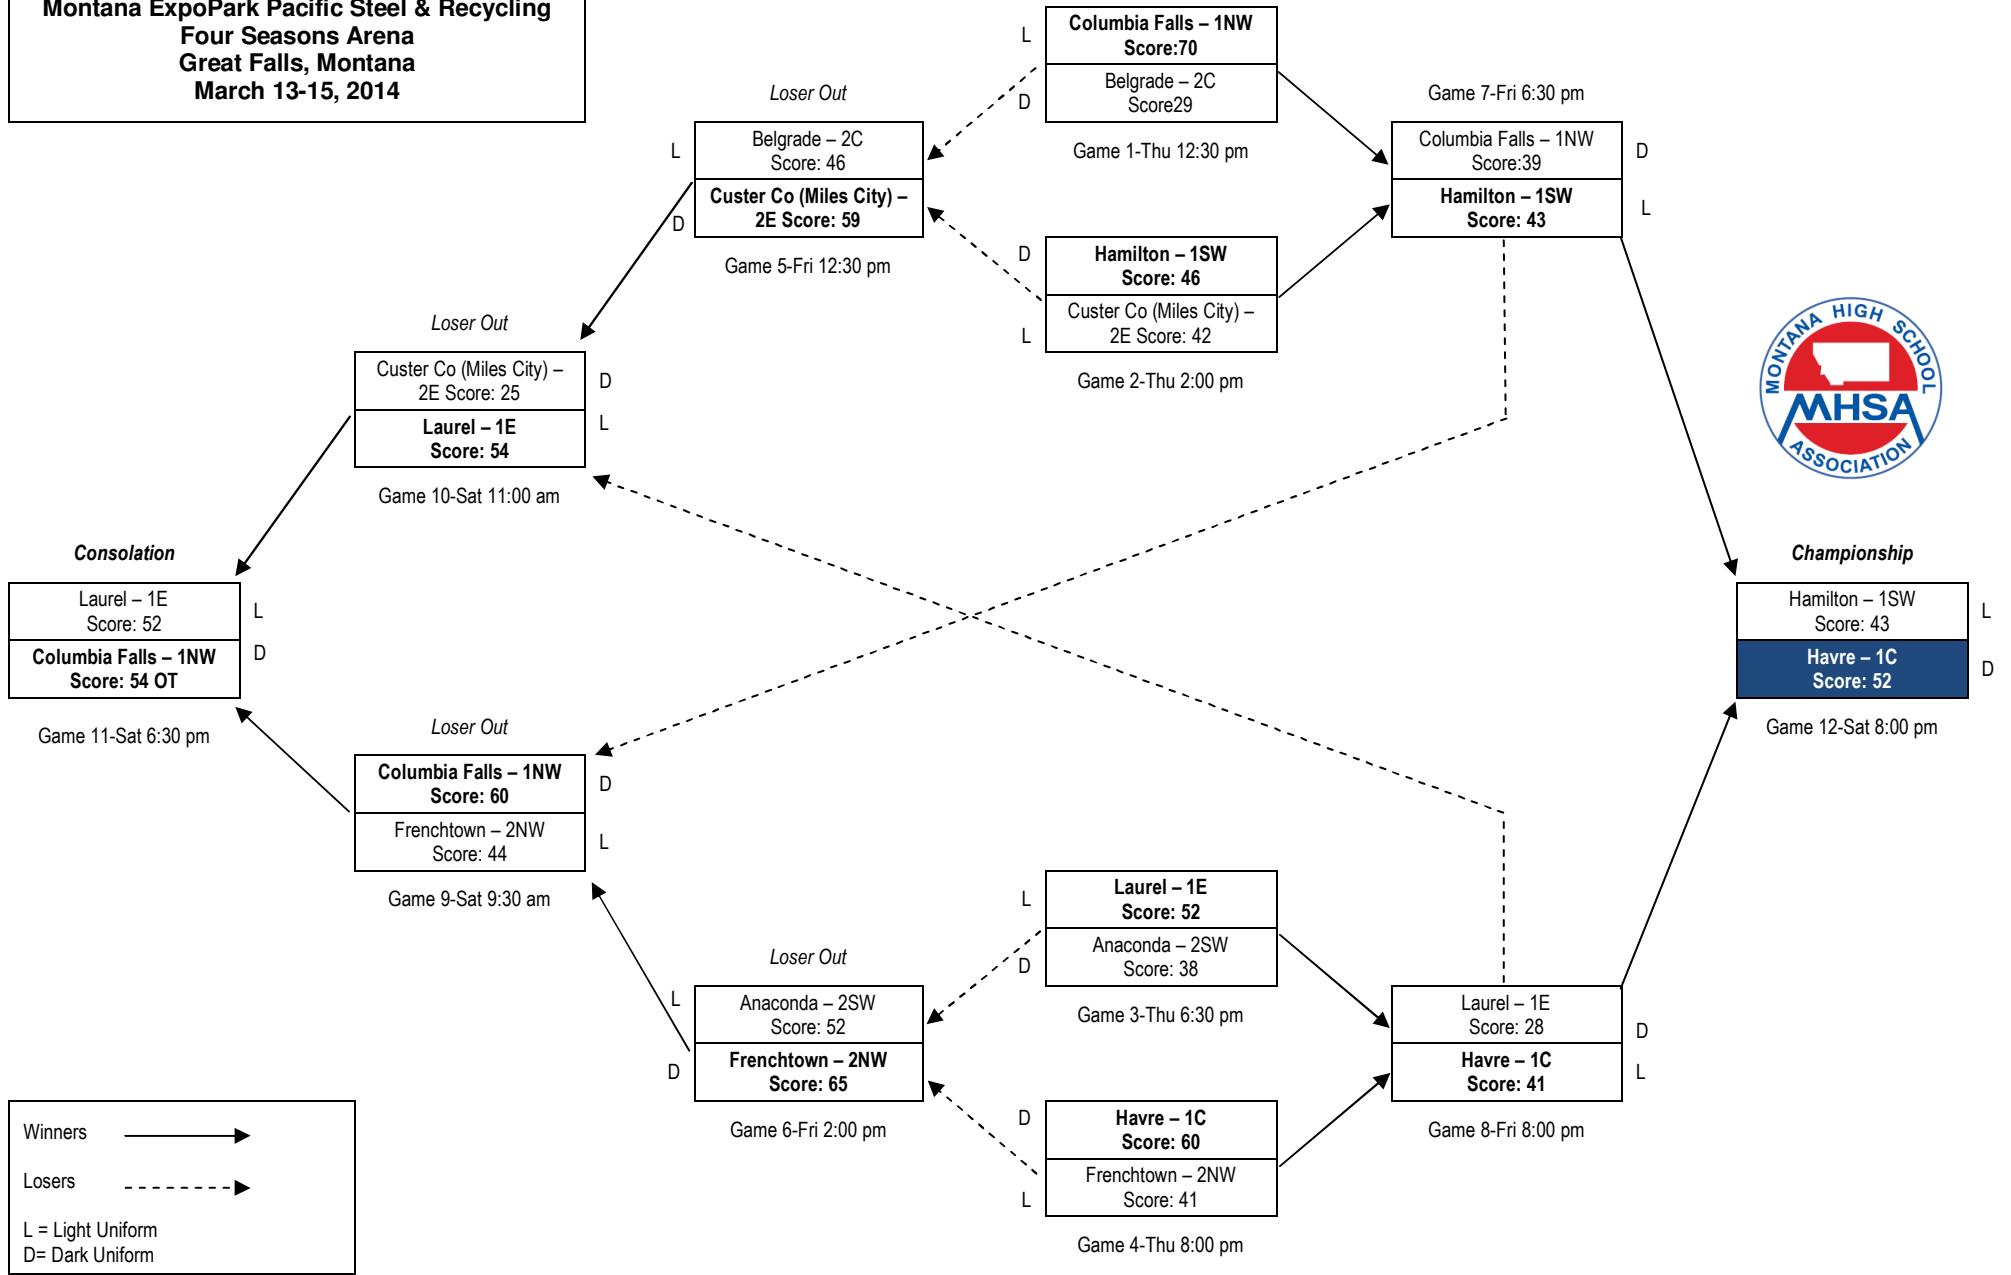 Montana ExpoPark Pacific Steel & Recycling
Four Seasons Arena
Great Falls, Montana
March 13-15, 2014
L
Columbia Falls – 1NW
Score:70
D
Belgrade – 2C
Score29
Game 1-Thu 12:30 pm
Loser Out
L
Belgrade – 2C
Score: 46
D
Custer Co (Miles City) –
2E Score: 59
Game 5-Fri 12:30 pm
Game 7-Fri 6:30 pm
Columbia Falls – 1NW
Score:39
D
Hamilton – 1SW
Score: 43
L
D
Hamilton – 1SW
Score: 46
L
Custer Co (Miles City) –
2E Score: 42
Game 2-Thu 2:00 pm
Loser Out
Custer Co (Miles City) –
2E Score: 25
D
Laurel – 1E
Score: 54
L
Game 10-Sat 11:00 am
MONTANA HIGH SCHOOL
MHSA
ASSOCIATION
Consolation
Laurel – 1E
Score: 52
L
Columbia Falls – 1NW
Score: 54 OT
D
Game 11-Sat 6:30 pm
Championship
Hamilton – 1SW
Score: 43
L
Havre – 1C
Score: 52
D
Game 12-Sat 8:00 pm
Loser Out
Columbia Falls – 1NW
Score: 60
D
Frenchtown – 2NW
Score: 44
L
Game 9-Sat 9:30 am
L
Laurel – 1E
Score: 52
D
Anaconda – 2SW
Score: 38
Game 3-Thu 6:30 pm
Loser Out
L
Anaconda – 2SW
Score: 52
D
Frenchtown – 2NW
Score: 65
Game 6-Fri 2:00 pm
Laurel – 1E
Score: 28
D
Havre – 1C
Score: 41
L
Game 8-Fri 8:00 pm
D
Havre – 1C
Score: 60
L
Frenchtown – 2NW
Score: 41
Game 4-Thu 8:00 pm
Winners
Losers
L = Light Uniform
D= Dark Uniform